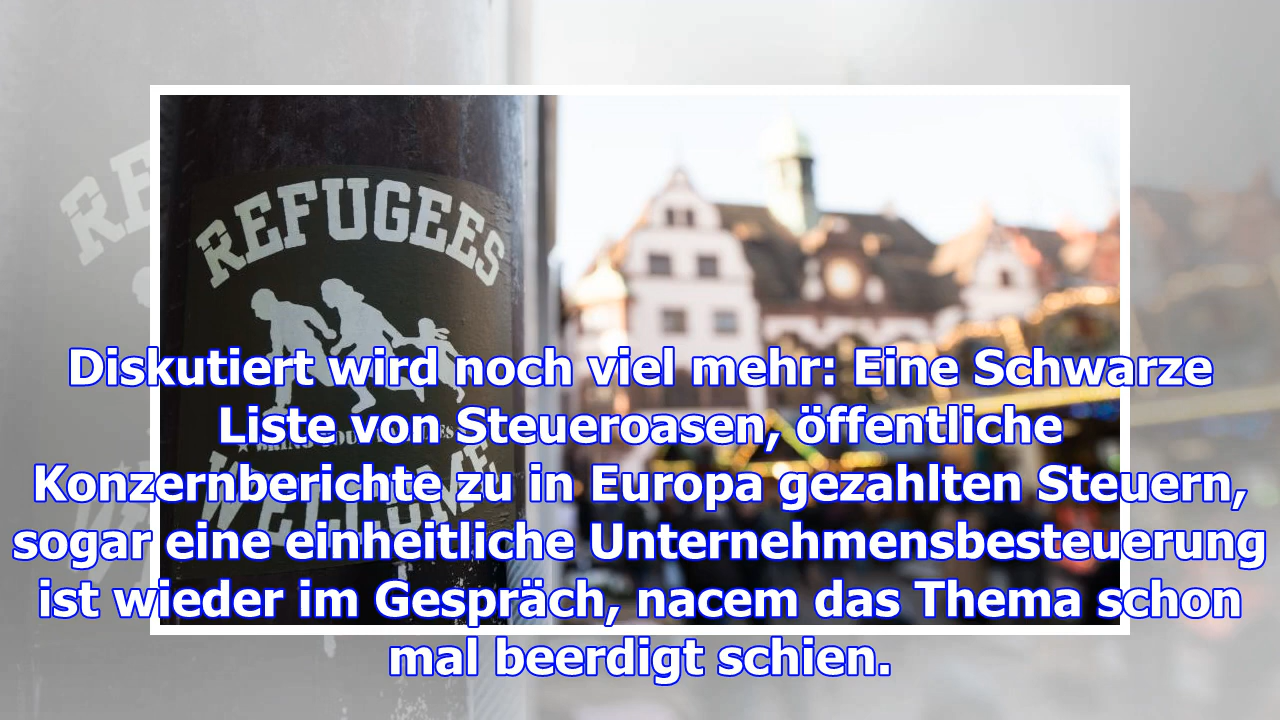 REFUGEES
Diskutiert wird noch viel mehr: Eine Schwarze
Liste von Steueroasen, öffentliche
Konzernberichte zu in Europa gezahlten Steuern,
sogar eine einheitliche Unternehmensbesteuerung
ist wieder im Gespräch, nacem das Thema schon
mal beerdigt schien.
WELCOME